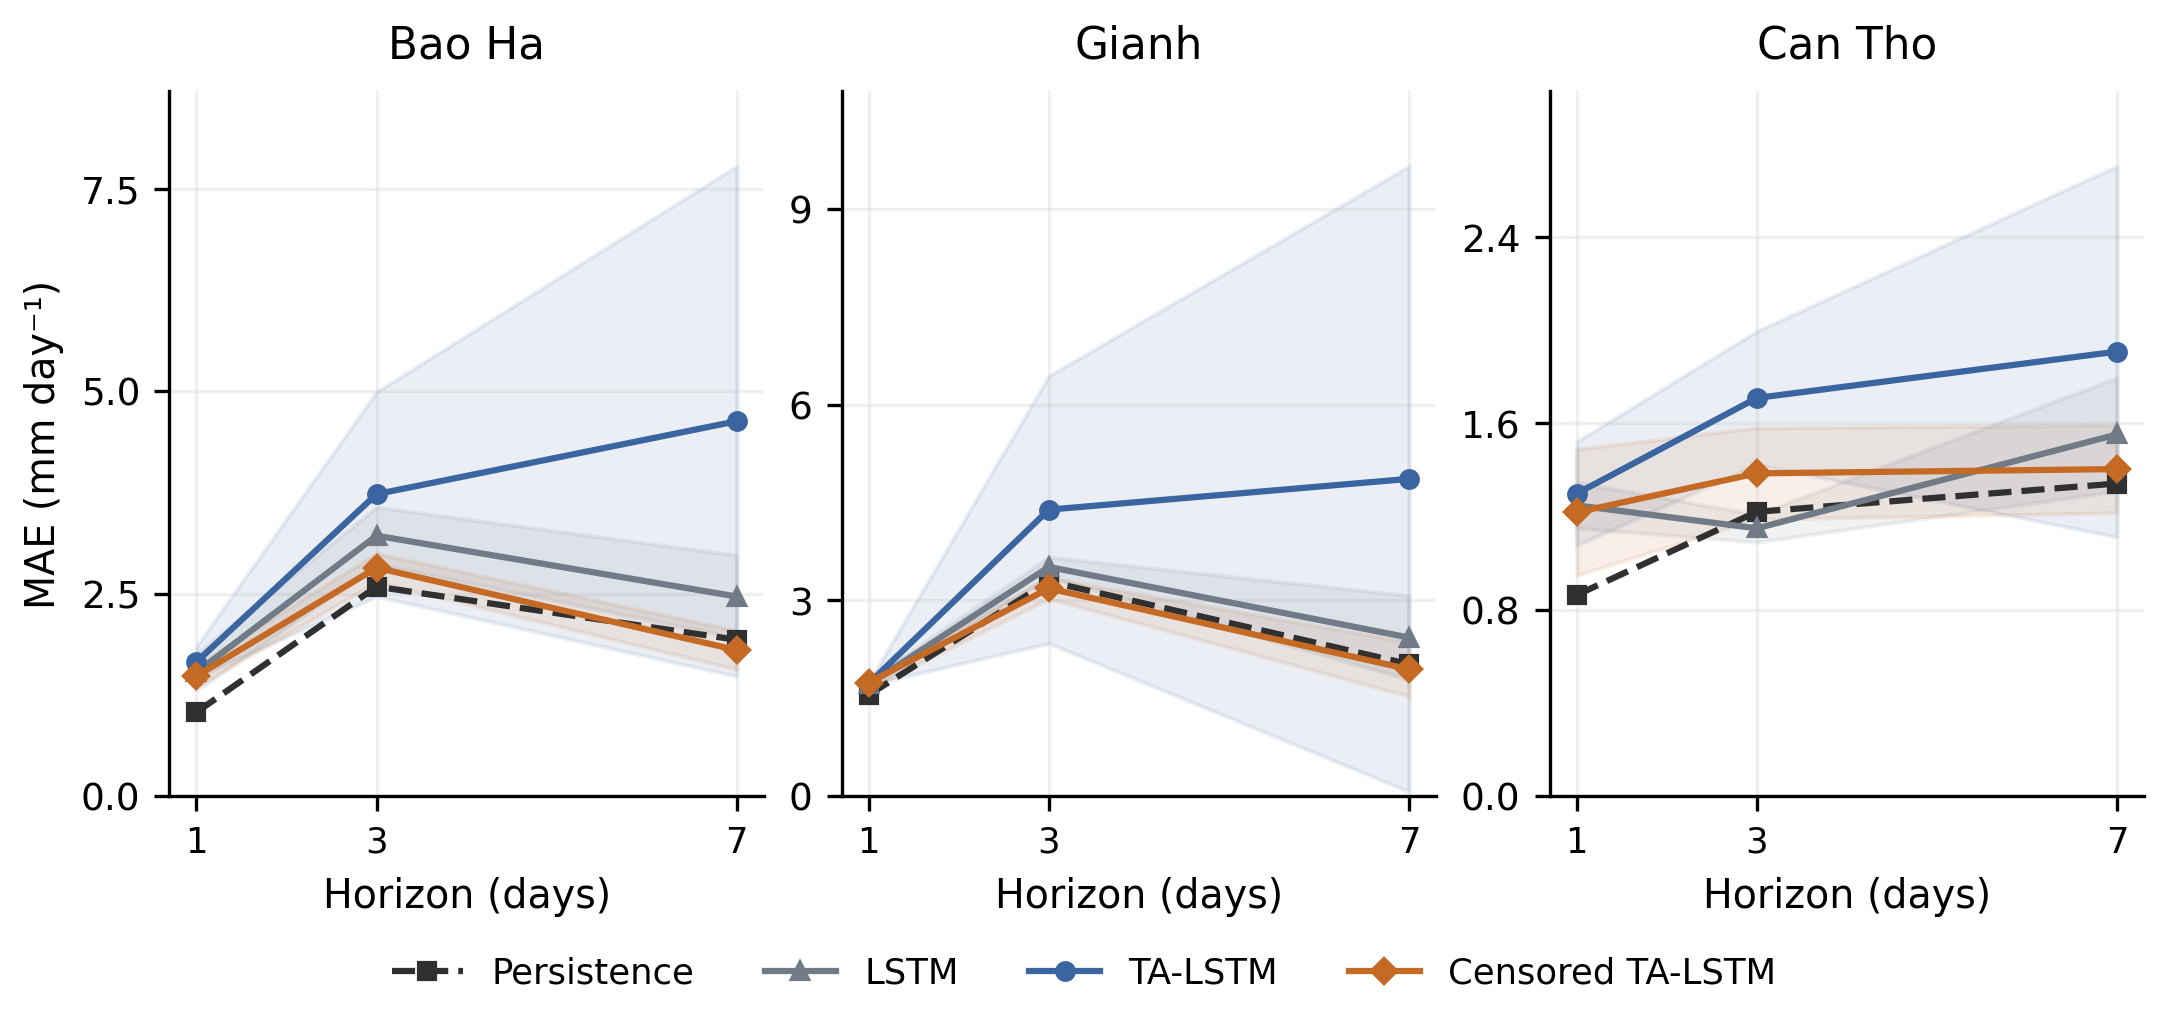 Bao Ha
Gianh
Can Tho
MAE (mm day⁻¹)
7.5
5.0
2.5
0.0
1 3 7
Horizon (days)
9
6
3
0
1 3 7
Horizon (days)
2.4
1.6
0.8
0.0
1 3 7
Horizon (days)
Persistence LSTM TA-LSTM Censored TA-LSTM